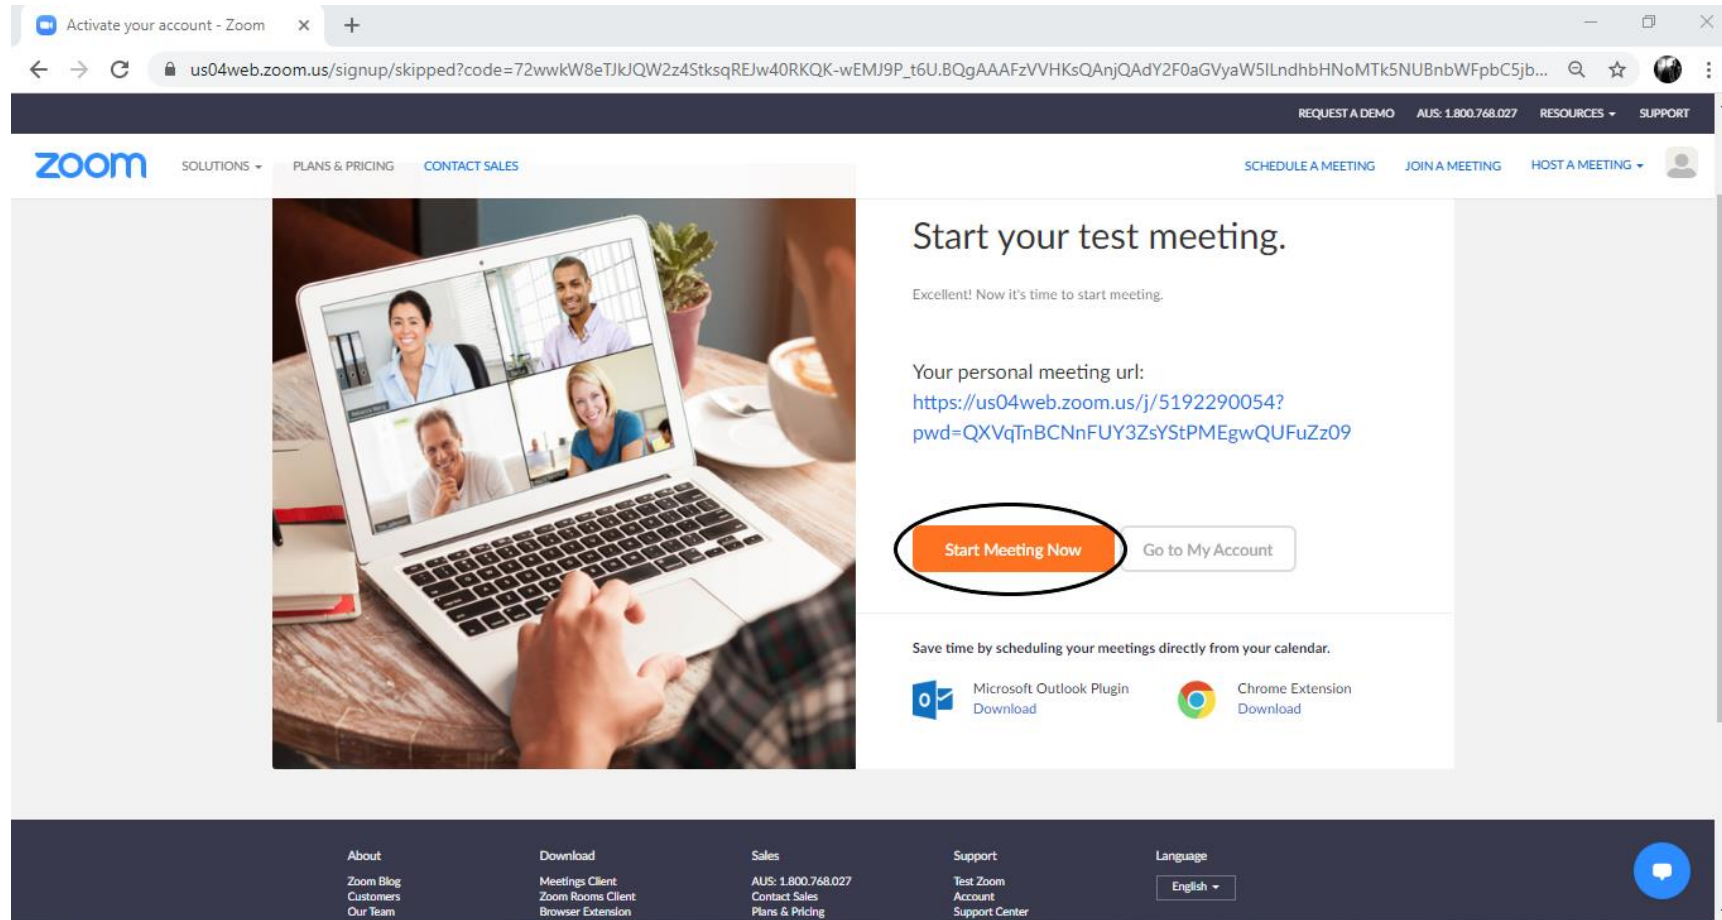 Activate your account - Zoom
us04web.zoom.us/signup/skipped?code=72wwkW8eTJkJQW2z4StksqREJw40RKQK-wEMJ9P_t6U.BQgAAAFzVVHKsQAnjQAdY2F0aGVyaW5lLndhbHNoMTk5NUBnbWFpbC5jb...
REQUEST A DEMO AUS: 1.800.768.027 RESOURCES SUPPORT
zoom SOLUTIONS PLANS & PRICING CONTACT SALES SCHEDULE A MEETING JOIN A MEETING HOST A MEETING
Start your test meeting.
Excellent! Now it's time to start meeting.
Your personal meeting url:
https://us04web.zoom.us/j/5192290054?
pwd=QXVqTnBCNnFUY3ZsYStPMEgwQUFuZz09
Start Meeting Now Go to My Account
Save time by scheduling your meetings directly from your calendar.
Microsoft Outlook Plugin Chrome Extension
Download Download
About Download Sales Support Language
Zoom Blog Meetings Client AUS: 1.800.768.027 Test Zoom English
Customers Zoom Rooms Client Contact Sales Account
Our Team Browser Extension Plans & Pricing Support Center